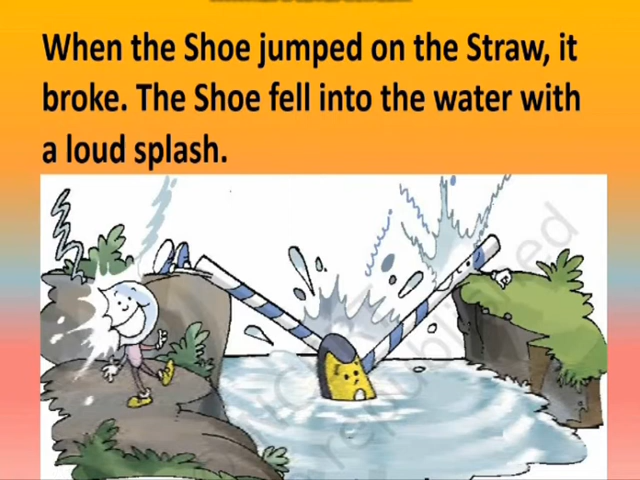 When the Shoe jumped on the Straw, it
broke. The Shoe fell into the water with
a loud splash.